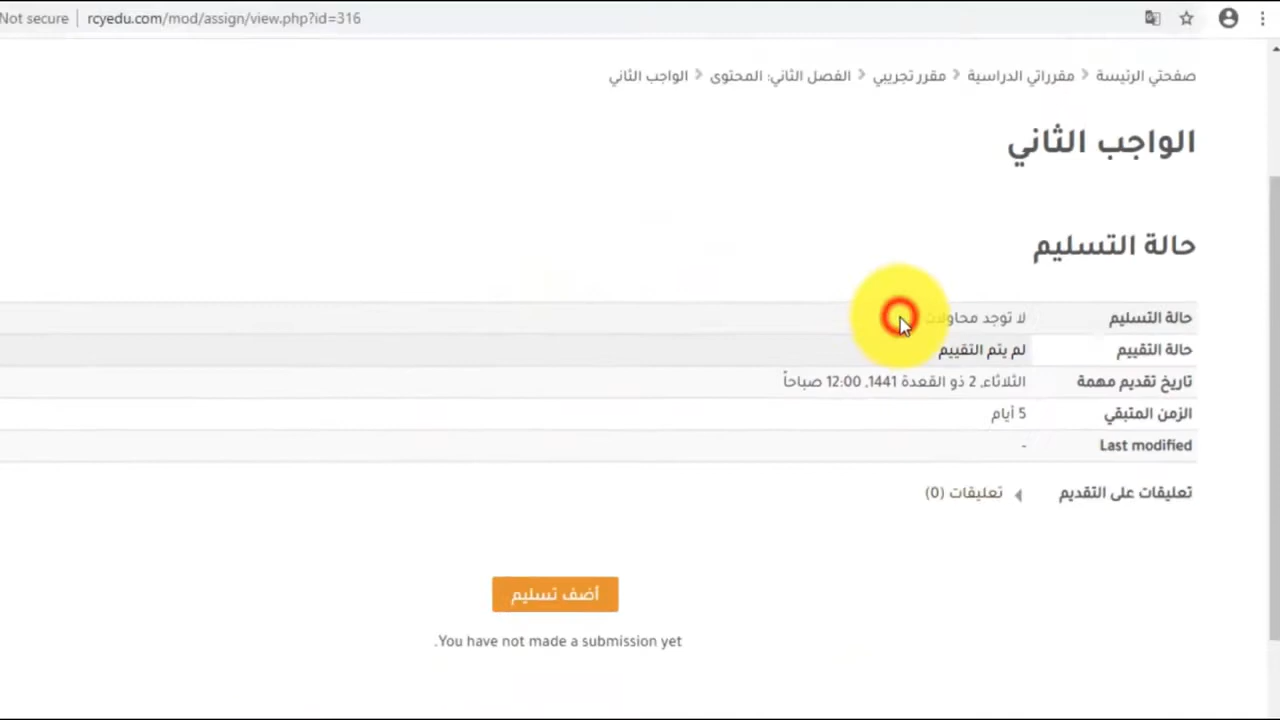 Not secure | rcyedu.com/mod/assign/view.php?id=316
صفحتي الرئيسة › مقرراتي الدراسية › مقرر تجريبي › الفصل الثاني: المحتوى › الواجب الثاني
الواجب الثاني
حالة التسليم
حالة التسليم لا توجد محاولات
حالة التقييم لم يتم التقييم
تاريخ تقديم مهمة الثلاثاء, 2 ذو القعدة 1441, 12:00 صباحاً
الزمن المتبقي 5 أيام
Last modified -
تعليقات على التقديم تعليقات (0)
أضف تسليم
You have not made a submission yet.